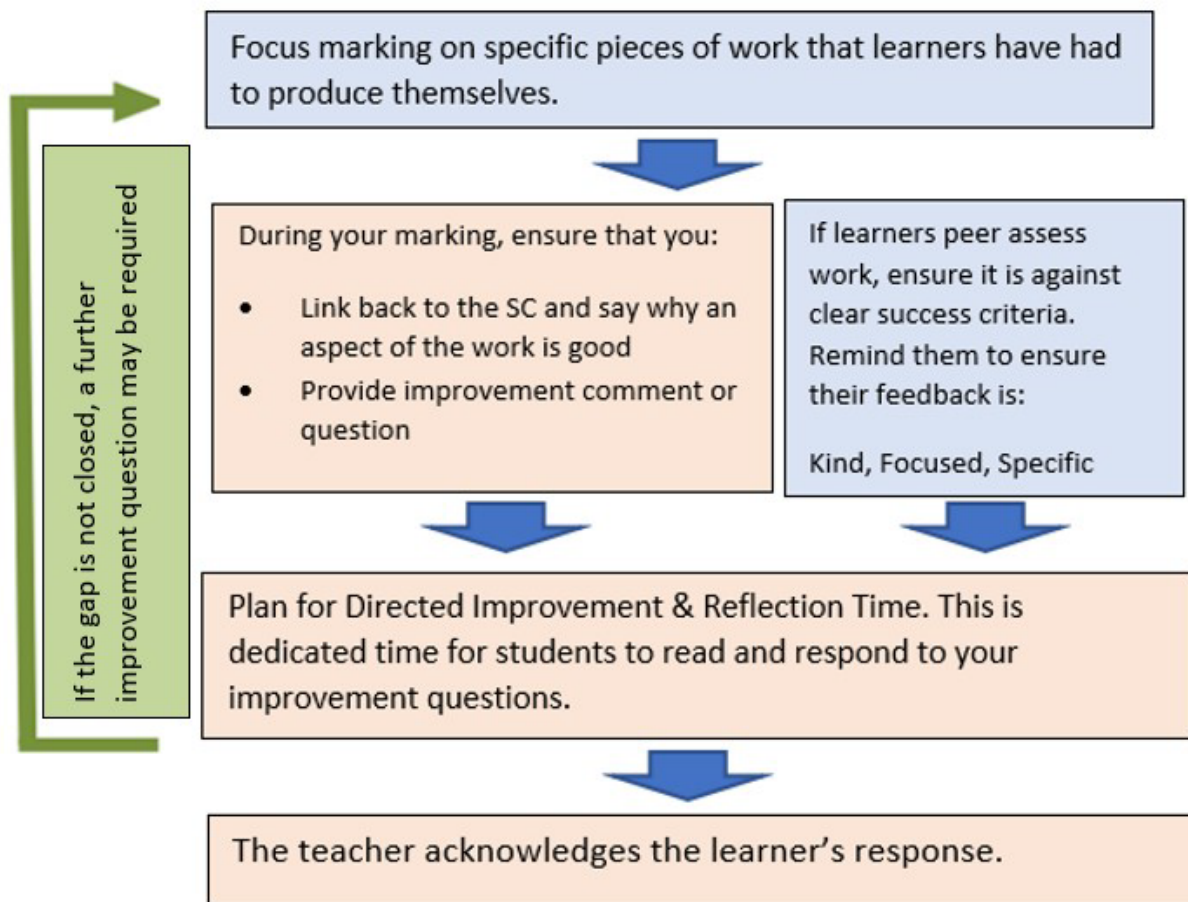 Focus marking on specific pieces of work that learners have had
to produce themselves.
If the gap is not closed, a further
improvement question may be required
During your marking, ensure that you:
• Link back to the SC and say why an
aspect of the work is good
• Provide improvement comment or
question
If learners peer assess
work, ensure it is against
clear success criteria.
Remind them to ensure
their feedback is:
Kind, Focused, Specific
Plan for Directed Improvement & Reflection Time. This is
dedicated time for students to read and respond to your
improvement questions.
The teacher acknowledges the learner’s response.